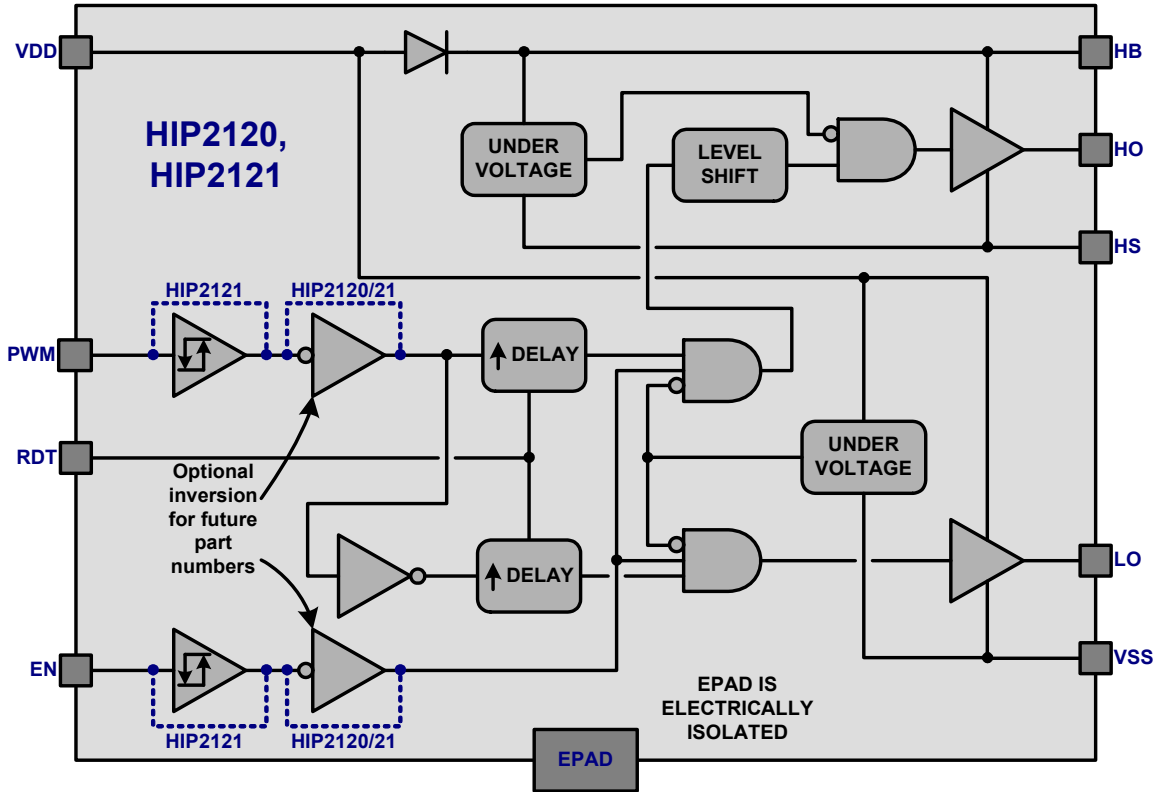 VDD
HB
HIP2120,
HIP2121
UNDER
VOLTAGE
LEVEL
SHIFT
HO
HS
HIP2121
HIP2120/21
PWM
DELAY
RDT
Optional
inversion
for future
part
numbers
UNDER
VOLTAGE
DELAY
LO
EN
VSS
HIP2121
HIP2120/21
EPAD IS
ELECTRICALLY
ISOLATED
EPAD